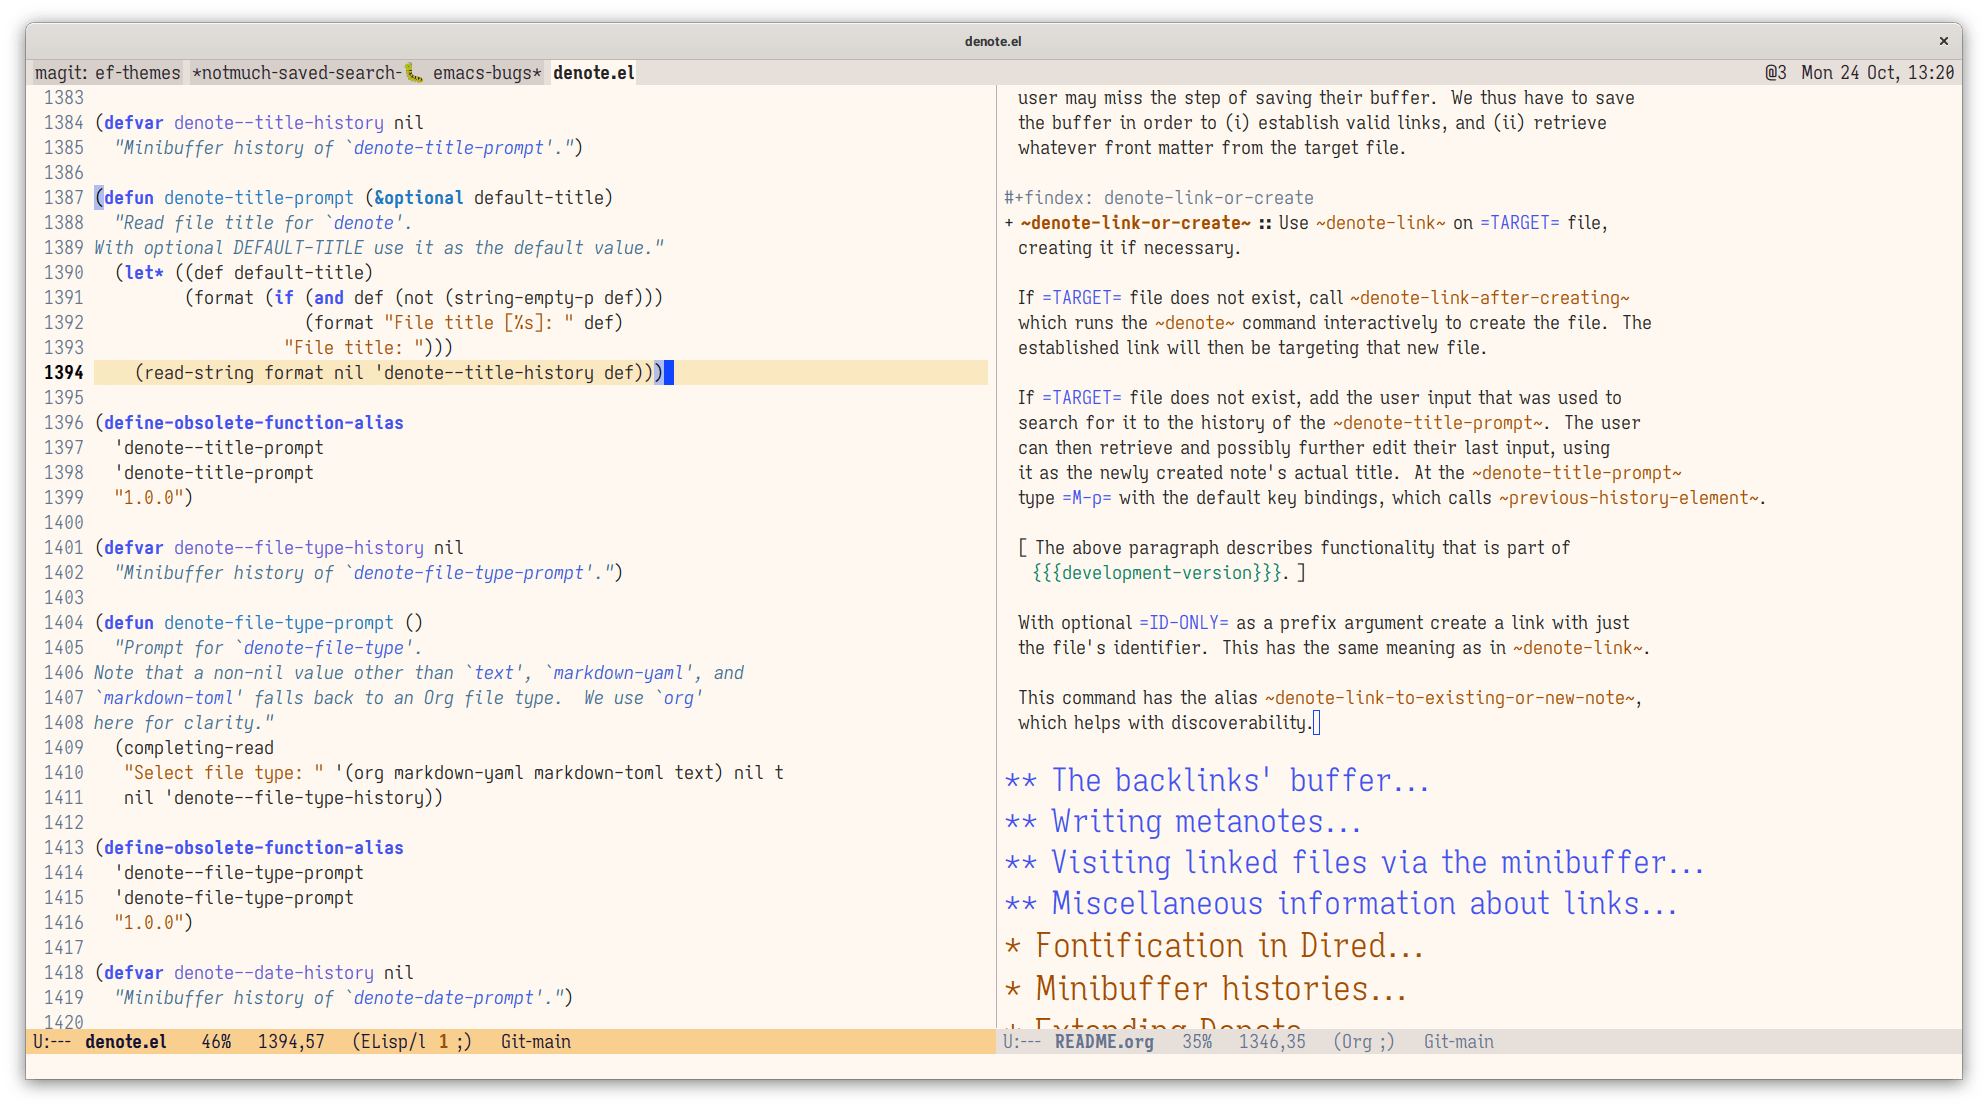 denote.el ×
magit: ef-themes *notmuch-saved-search-🐛 emacs-bugs* denote.el @3 Mon 24 Oct, 13:20
1383
1384 (defvar denote--title-history nil
1385   "Minibuffer history of `denote-title-prompt'.")
1386
1387 (defun denote-title-prompt (&optional default-title)
1388   "Read file title for `denote'.
1389 With optional DEFAULT-TITLE use it as the default value."
1390   (let* ((def default-title)
1391          (format (if (and def (not (string-empty-p def)))
1392                      (format "File title [%s]: " def)
1393                    "File title: ")))
1394     (read-string format nil 'denote--title-history def)))
1395
1396 (define-obsolete-function-alias
1397   'denote--title-prompt
1398   'denote-title-prompt
1399   "1.0.0")
1400
1401 (defvar denote--file-type-history nil
1402   "Minibuffer history of `denote-file-type-prompt'.")
1403
1404 (defun denote-file-type-prompt ()
1405   "Prompt for `denote-file-type'.
1406 Note that a non-nil value other than `text', `markdown-yaml', and
1407 `markdown-toml' falls back to an Org file type.  We use `org'
1408 here for clarity."
1409   (completing-read
1410    "Select file type: " '(org markdown-yaml markdown-toml text) nil t
1411    nil 'denote--file-type-history))
1412
1413 (define-obsolete-function-alias
1414   'denote--file-type-prompt
1415   'denote-file-type-prompt
1416   "1.0.0")
1417
1418 (defvar denote--date-history nil
1419   "Minibuffer history of `denote-date-prompt'.")
1420
U:--- denote.el 46% 1394,57 (ELisp/l 1 ;) Git-main
user may miss the step of saving their buffer.  We thus have to save
the buffer in order to (i) establish valid links, and (ii) retrieve
whatever front matter from the target file.
#+findex: denote-link-or-create
+ ~denote-link-or-create~ :: Use ~denote-link~ on =TARGET= file,
creating it if necessary.
If =TARGET= file does not exist, call ~denote-link-after-creating~
which runs the ~denote~ command interactively to create the file.  The
established link will then be targeting that new file.
If =TARGET= file does not exist, add the user input that was used to
search for it to the history of the ~denote-title-prompt~.  The user
can then retrieve and possibly further edit their last input, using
it as the newly created note's actual title.  At the ~denote-title-prompt~
type =M-p= with the default key bindings, which calls ~previous-history-element~.
[ The above paragraph describes functionality that is part of
{{{development-version}}}. ]
With optional =ID-ONLY= as a prefix argument create a link with just
the file's identifier.  This has the same meaning as in ~denote-link~.
This command has the alias ~denote-link-to-existing-or-new-note~,
which helps with discoverability.
** The backlinks' buffer...
** Writing metanotes...
** Visiting linked files via the minibuffer...
** Miscellaneous information about links...
* Fontification in Dired...
* Minibuffer histories...
* Extending Denote...
U:--- README.org 35% 1346,35 (Org ;) Git-main